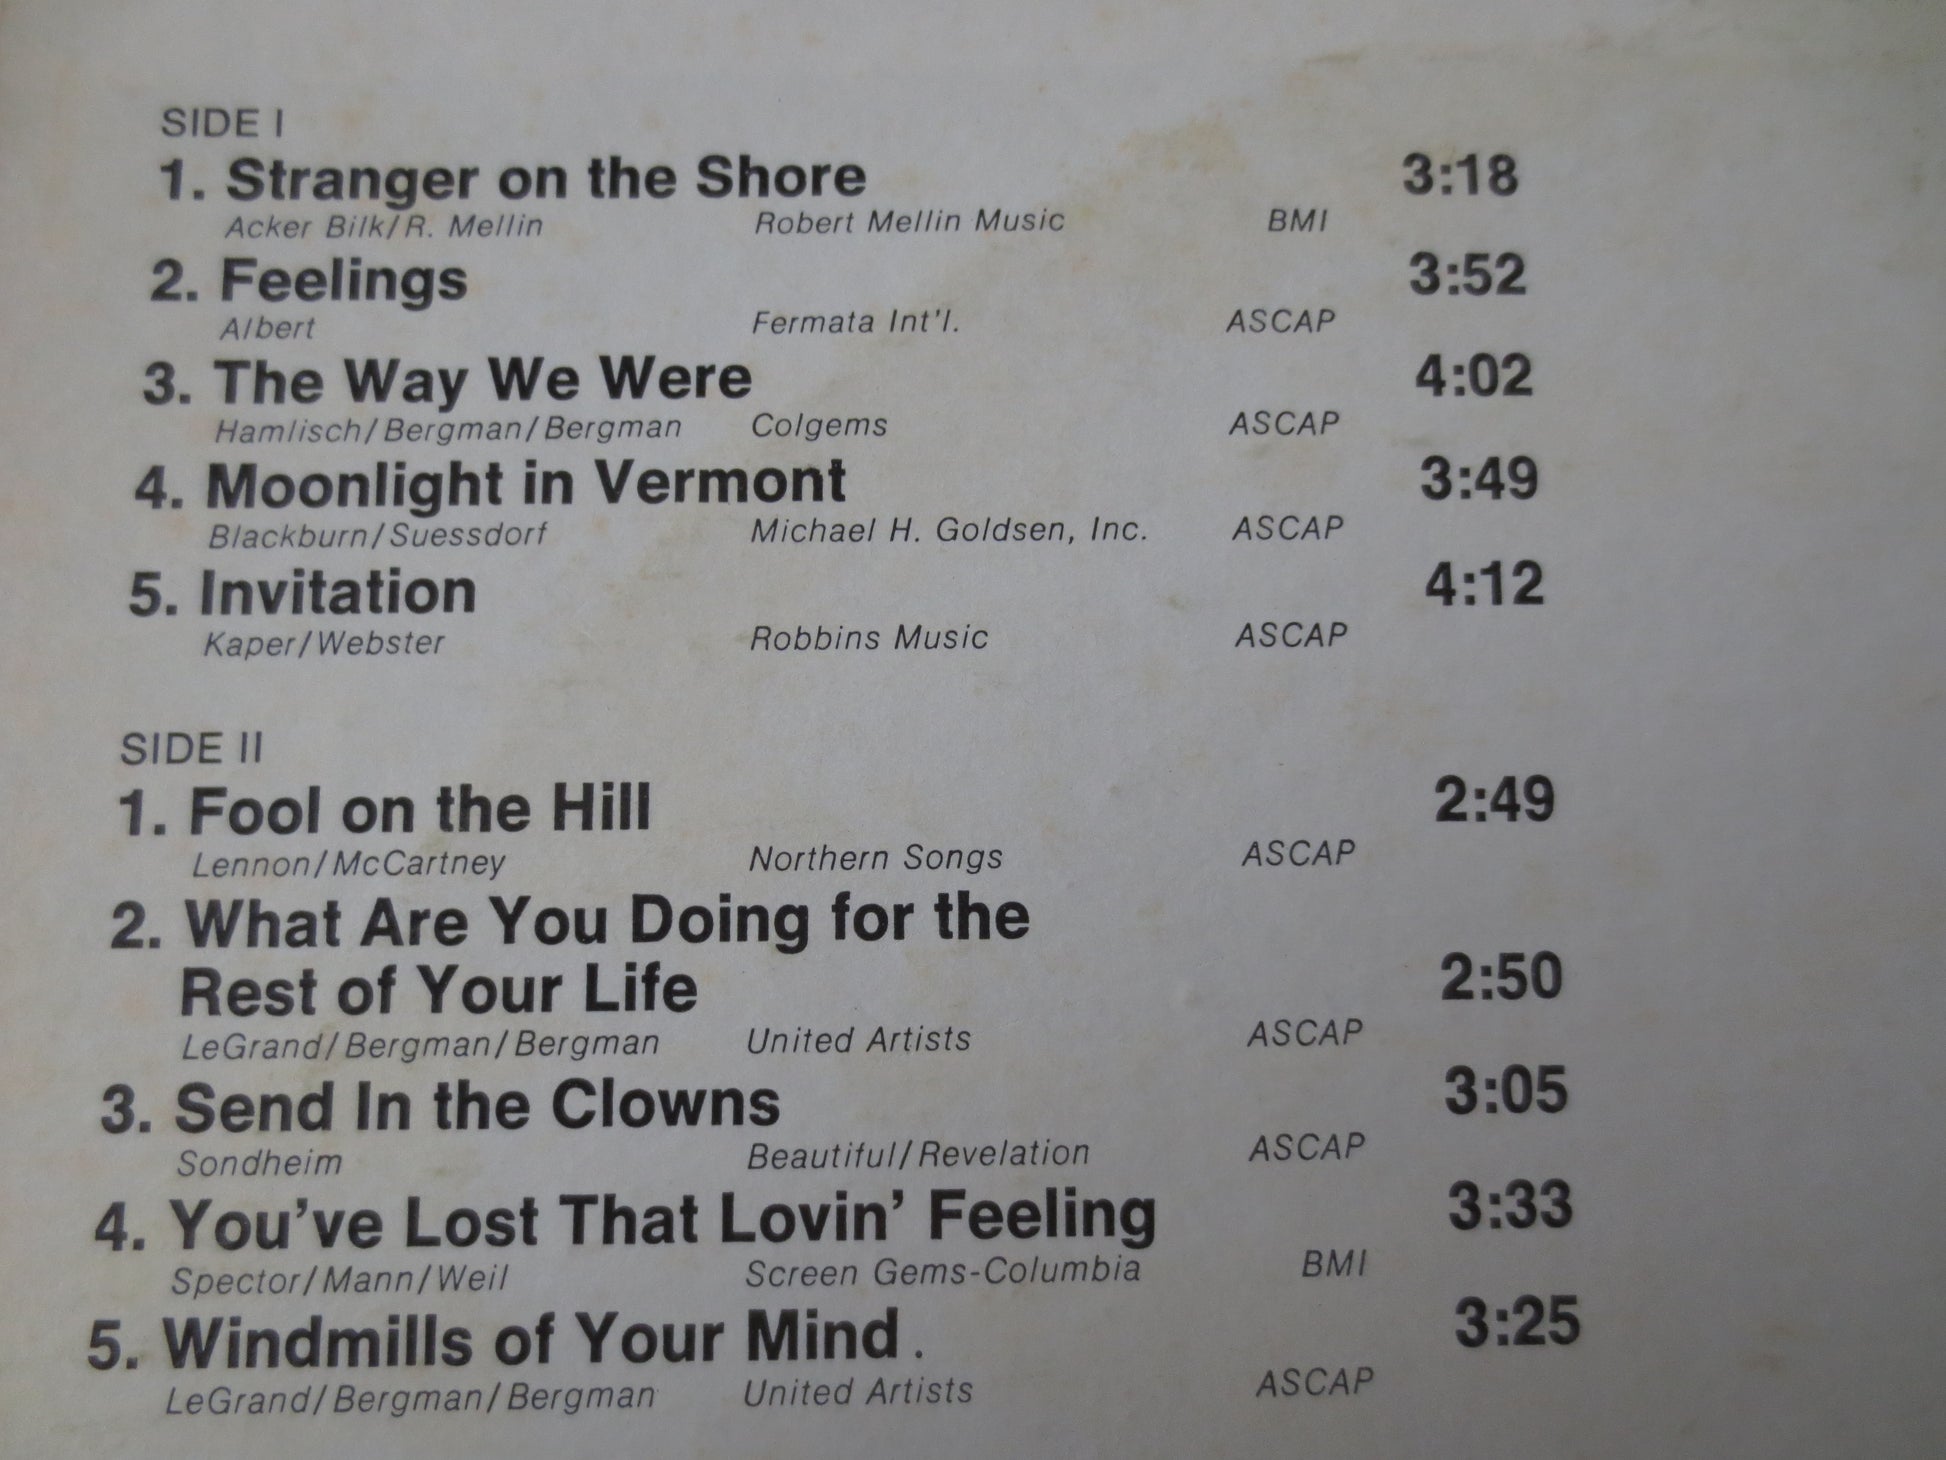 SIDE I
1. Stranger on the Shore 3:18
Acker Bilk/R. Mellin Robert Mellin Music BMI
2. Feelings 3:52
Albert Fermata Int'l. ASCAP
3. The Way We Were 4:02
Hamlisch/Bergman/Bergman Colgems ASCAP
4. Moonlight in Vermont 3:49
Blackburn/Suessdorf Michael H. Goldsen, Inc. ASCAP
5. Invitation 4:12
Kaper/Webster Robbins Music ASCAP
SIDE II
1. Fool on the Hill 2:49
Lennon/McCartney Northern Songs ASCAP
2. What Are You Doing for the
Rest of Your Life 2:50
LeGrand/Bergman/Bergman United Artists ASCAP
3. Send In the Clowns 3:05
Sondheim Beautiful/Revelation ASCAP
4. You've Lost That Lovin' Feeling 3:33
Spector/Mann/Weil Screen Gems-Columbia BMI
5. Windmills of Your Mind . 3:25
LeGrand/Bergman/Bergman United Artists ASCAP